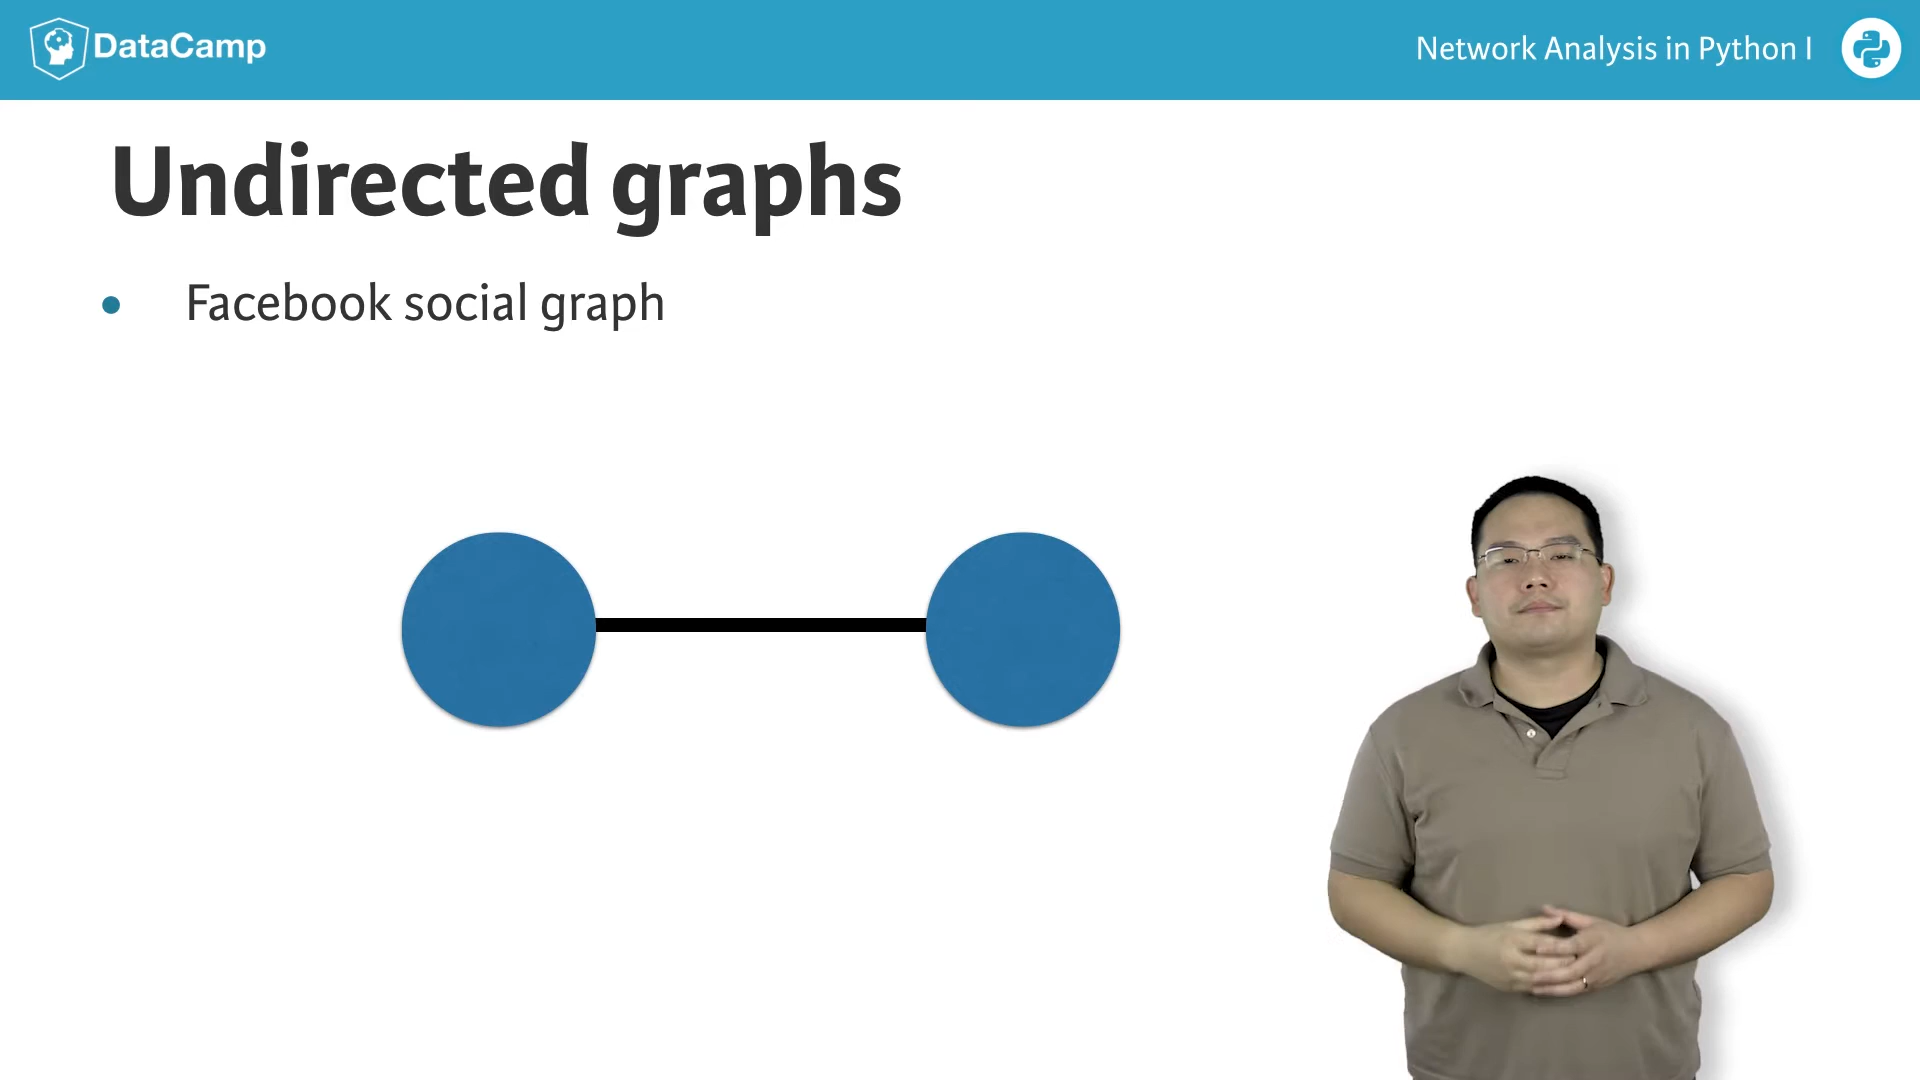 DataCamp
Network Analysis in Python I
Undirected graphs
• Facebook social graph